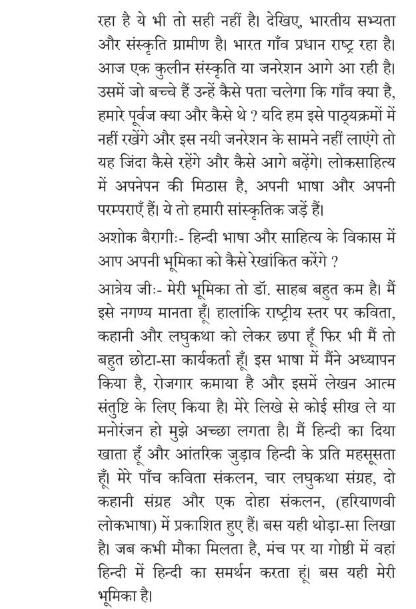 रहा है ये भी तो सही नहीं है। देखिए, भारतीय सभ्यता
और संस्कृति ग्रामीण है। भारत गाँव प्रधान राष्ट्र रहा है।
आज एक कुलीन संस्कृति या जनरेशन आगे आ रही है।
उसमें जो बच्चे हैं उन्हें कैसे पता चलेगा कि गाँव क्या है,
हमारे पूर्वज क्या और कैसे थे ? यदि हम इसे पाठ्यक्रमों में
नहीं रखेंगे और इस नयी जनरेशन के सामने नहीं लाएंगे तो
यह जिंदा कैसे रहेंगे और कैसे आगे बढ़ेंगे। लोकसाहित्य
में अपनेपन की मिठास है, अपनी भाषा और अपनी
परम्पराएँ हैं। ये तो हमारी सांस्कृतिक जड़ें हैं।
अशोक बैरागीः- हिन्दी भाषा और साहित्य के विकास में
आप अपनी भूमिका को कैसे रेखांकित करेंगे ?
आत्रेय जीः- मेरी भूमिका तो डॉ. साहब बहुत कम है। मैं
इसे नगण्य मानता हूँ। हालांकि राष्ट्रीय स्तर पर कविता,
कहानी और लघुकथा को लेकर छपा हूँ फिर भी मैं तो
बहुत छोटा-सा कार्यकर्ता हूँ। इस भाषा में मैंने अध्यापन
किया है, रोजगार कमाया है और इसमें लेखन आत्म
संतुष्टि के लिए किया है। मेरे लिखे से कोई सीख ले या
मनोरंजन हो मुझे अच्छा लगता है। मैं हिन्दी का दिया
खाता हूँ और आंतरिक जुड़ाव हिन्दी के प्रति महसूसता
हूँ। मेरे पाँच कविता संकलन, चार लघुकथा संग्रह, दो
कहानी संग्रह और एक दोहा संकलन, (हरियाणवी
लोकभाषा) में प्रकाशित हुए हैं। बस यही थोड़ा-सा लिखा
है। जब कभी मौका मिलता है, मंच पर या गोष्ठी में वहां
हिन्दी में हिन्दी का समर्थन करता हूं। बस यही मेरी
भूमिका है।